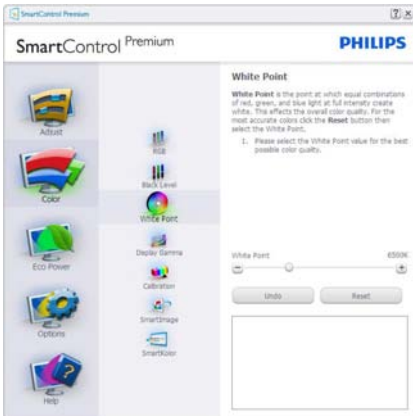 SmartControl Premium
SmartControl Premium
PHILIPS
Adjust
Color
Eco Power
Options
Help
RGB
Black Level
White Point
Display Gamma
Calibration
SmartImage
SmartKolor
White Point
White Point is the point at which equal combinations
of red, green, and blue light at full intensity create
white. This effects the overall color quality. For the
most accurate colors click the Reset button then
select the White Point.
1. Please select the White Point value for the best
possible color quality.
White Point 6500K
Undo Reset